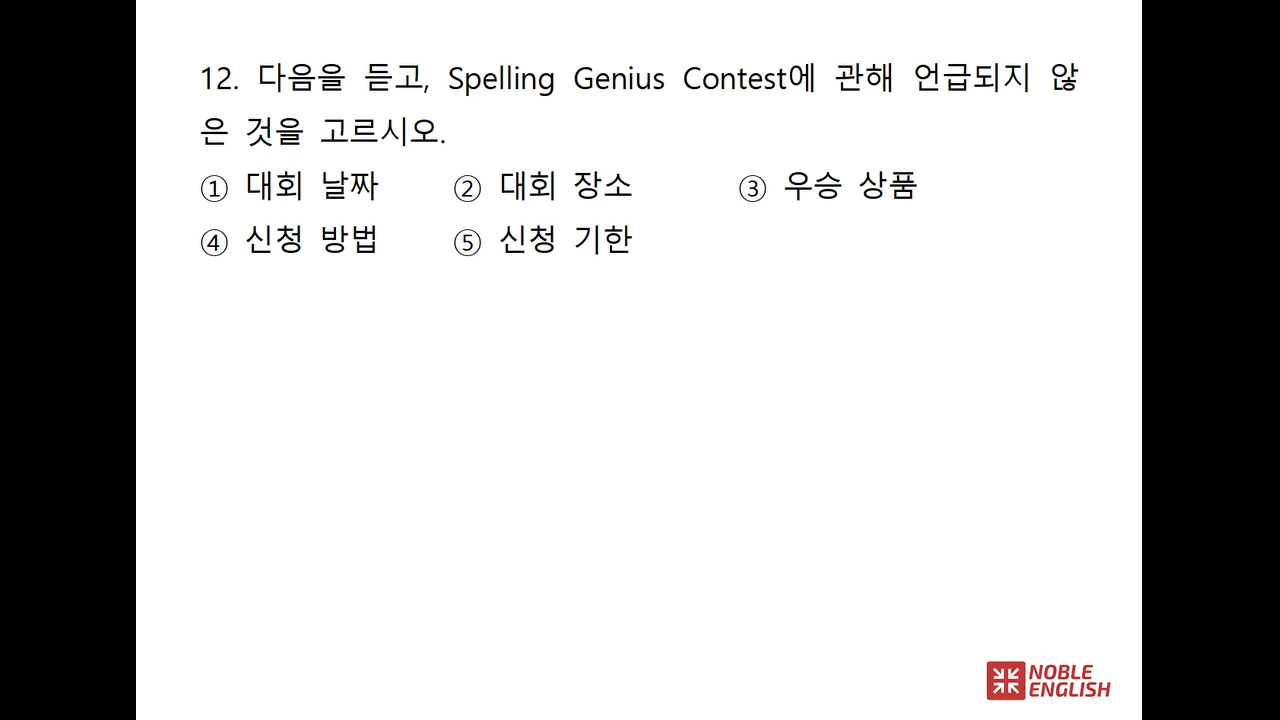 12. 다음을 듣고, Spelling Genius Contest에 관해 언급되지 않
은 것을 고르시오.
① 대회 날짜 ② 대회 장소 ③ 우승 상품
④ 신청 방법 ⑤ 신청 기한
NOBLE
ENGLISH